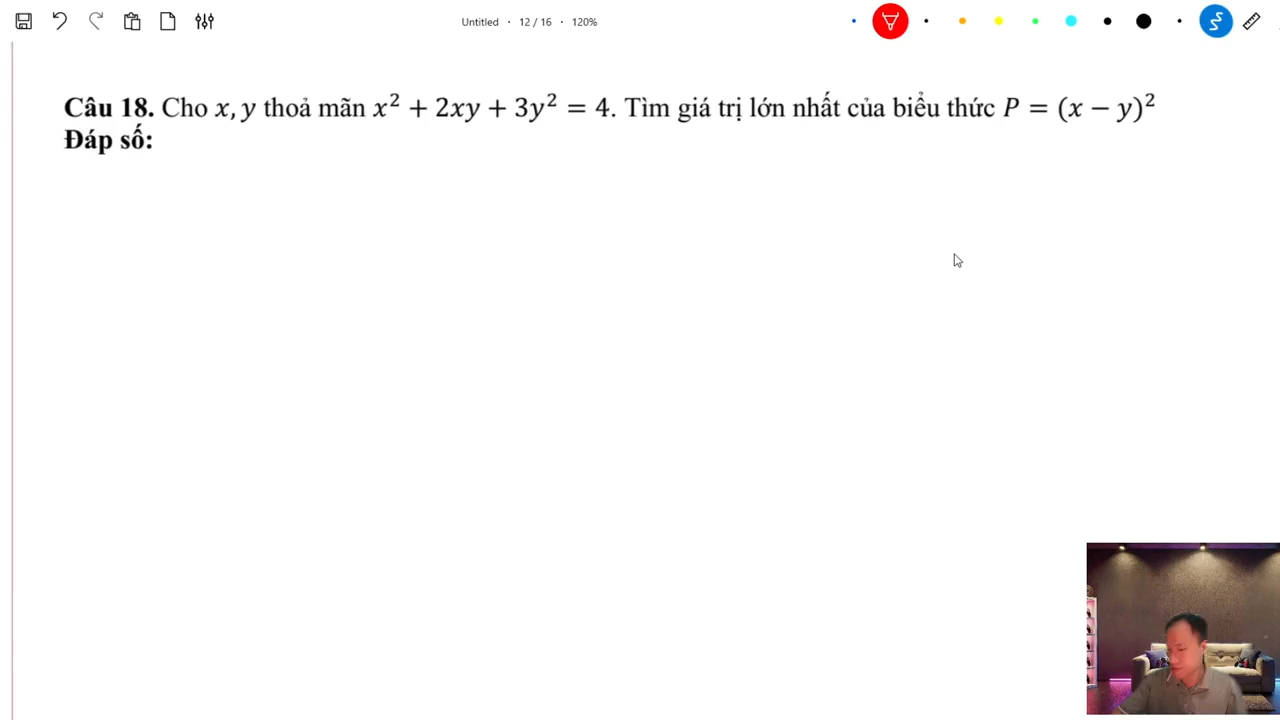 Untitled · 12 / 16 · 120%
Câu 18. Cho x, y thoả mãn x² + 2xy + 3y² = 4. Tìm giá trị lớn nhất của biểu thức P = (x − y)²
Đáp số: